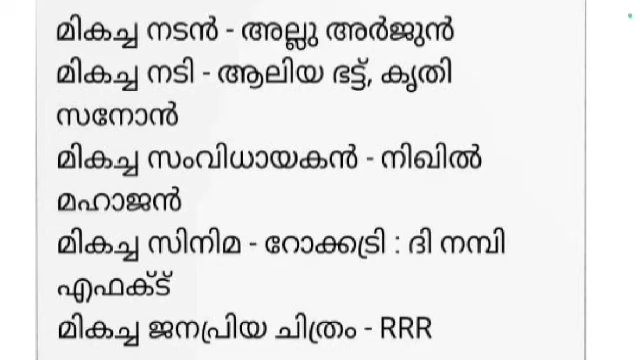 മികച്ച നടൻ - അല്ലു അർജുൻ
മികച്ച നടി - ആലിയ ഭട്ട്, കൃതി
സനോൻ
മികച്ച സംവിധായകൻ - നിഖിൽ
മഹാജൻ
മികച്ച സിനിമ - റോക്കട്രി : ദി നമ്പി
എഫക്ട്
മികച്ച ജനപ്രിയ ചിത്രം - RRR